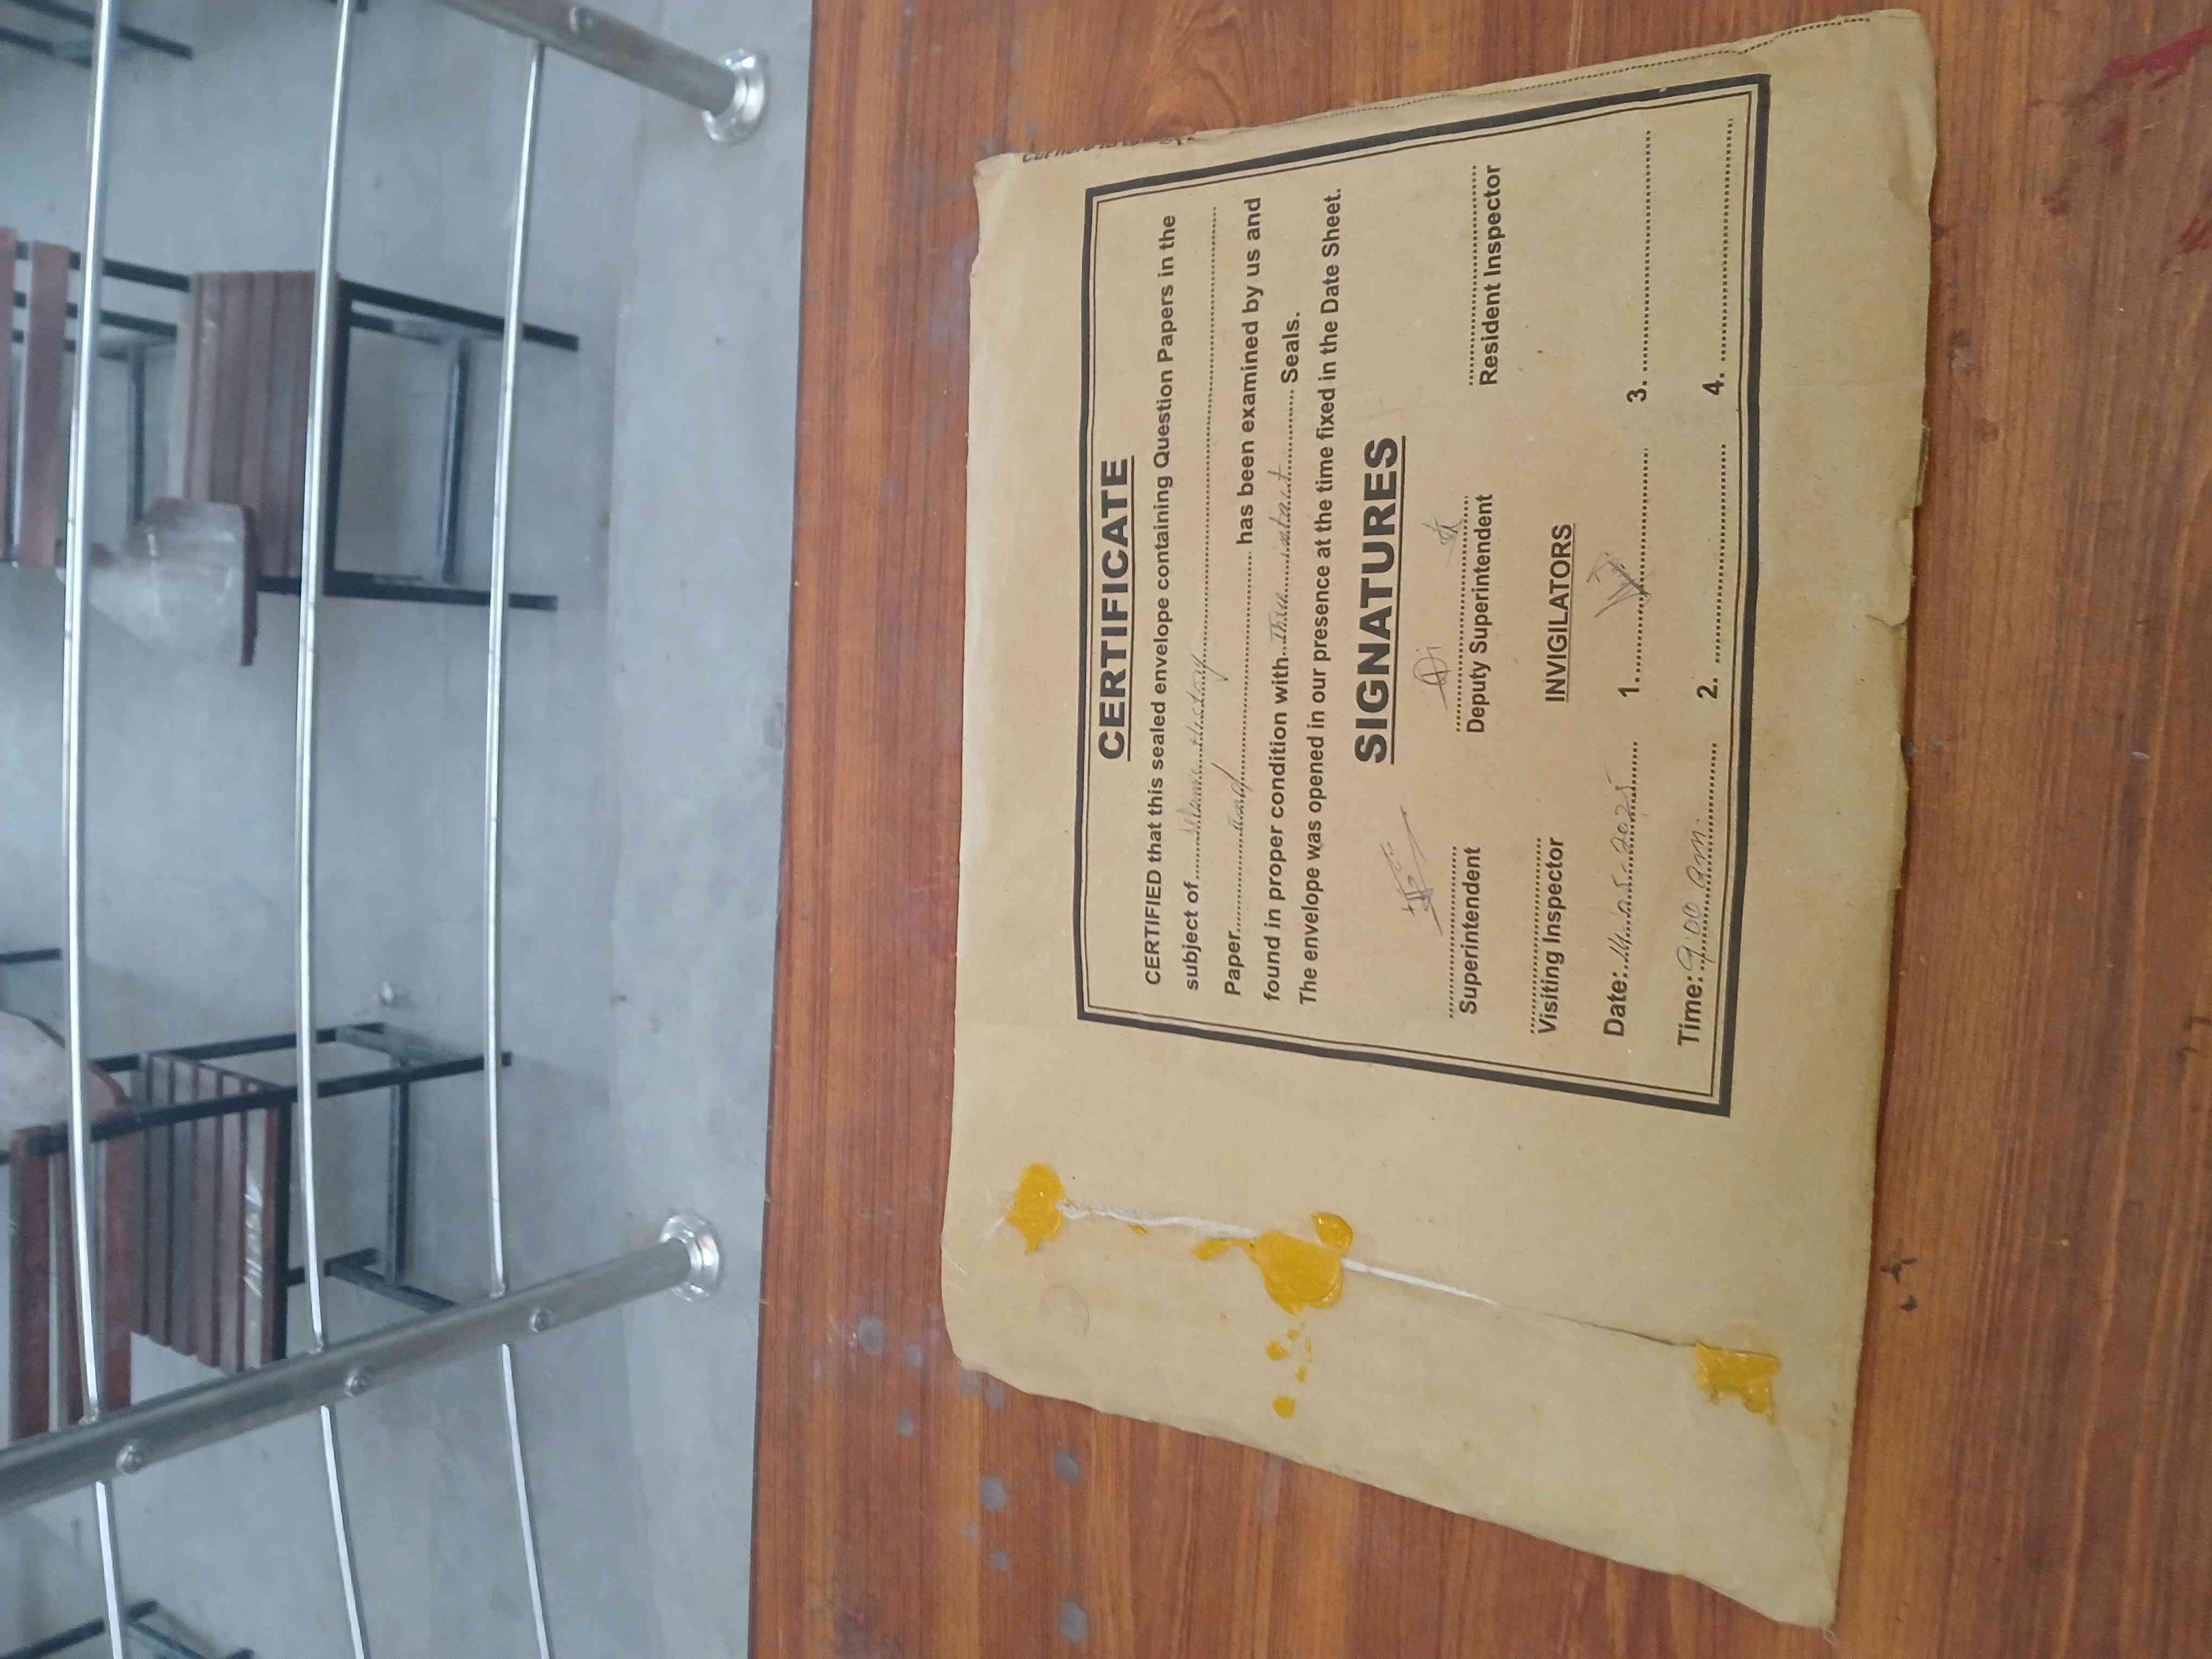 CERTIFICATE
CERTIFIED that this sealed envelope containing Question Papers in the
subject of
Paper has been examined by us and
found in proper condition with Three intact Seals.
The envelope was opened in our presence at the time fixed in the Date Sheet.
SIGNATURES
Superintendent Deputy Superintendent Resident Inspector
Visiting Inspector INVIGILATORS
Date: 2025 1. 3.
Time: 9:00 am. 2. 4.